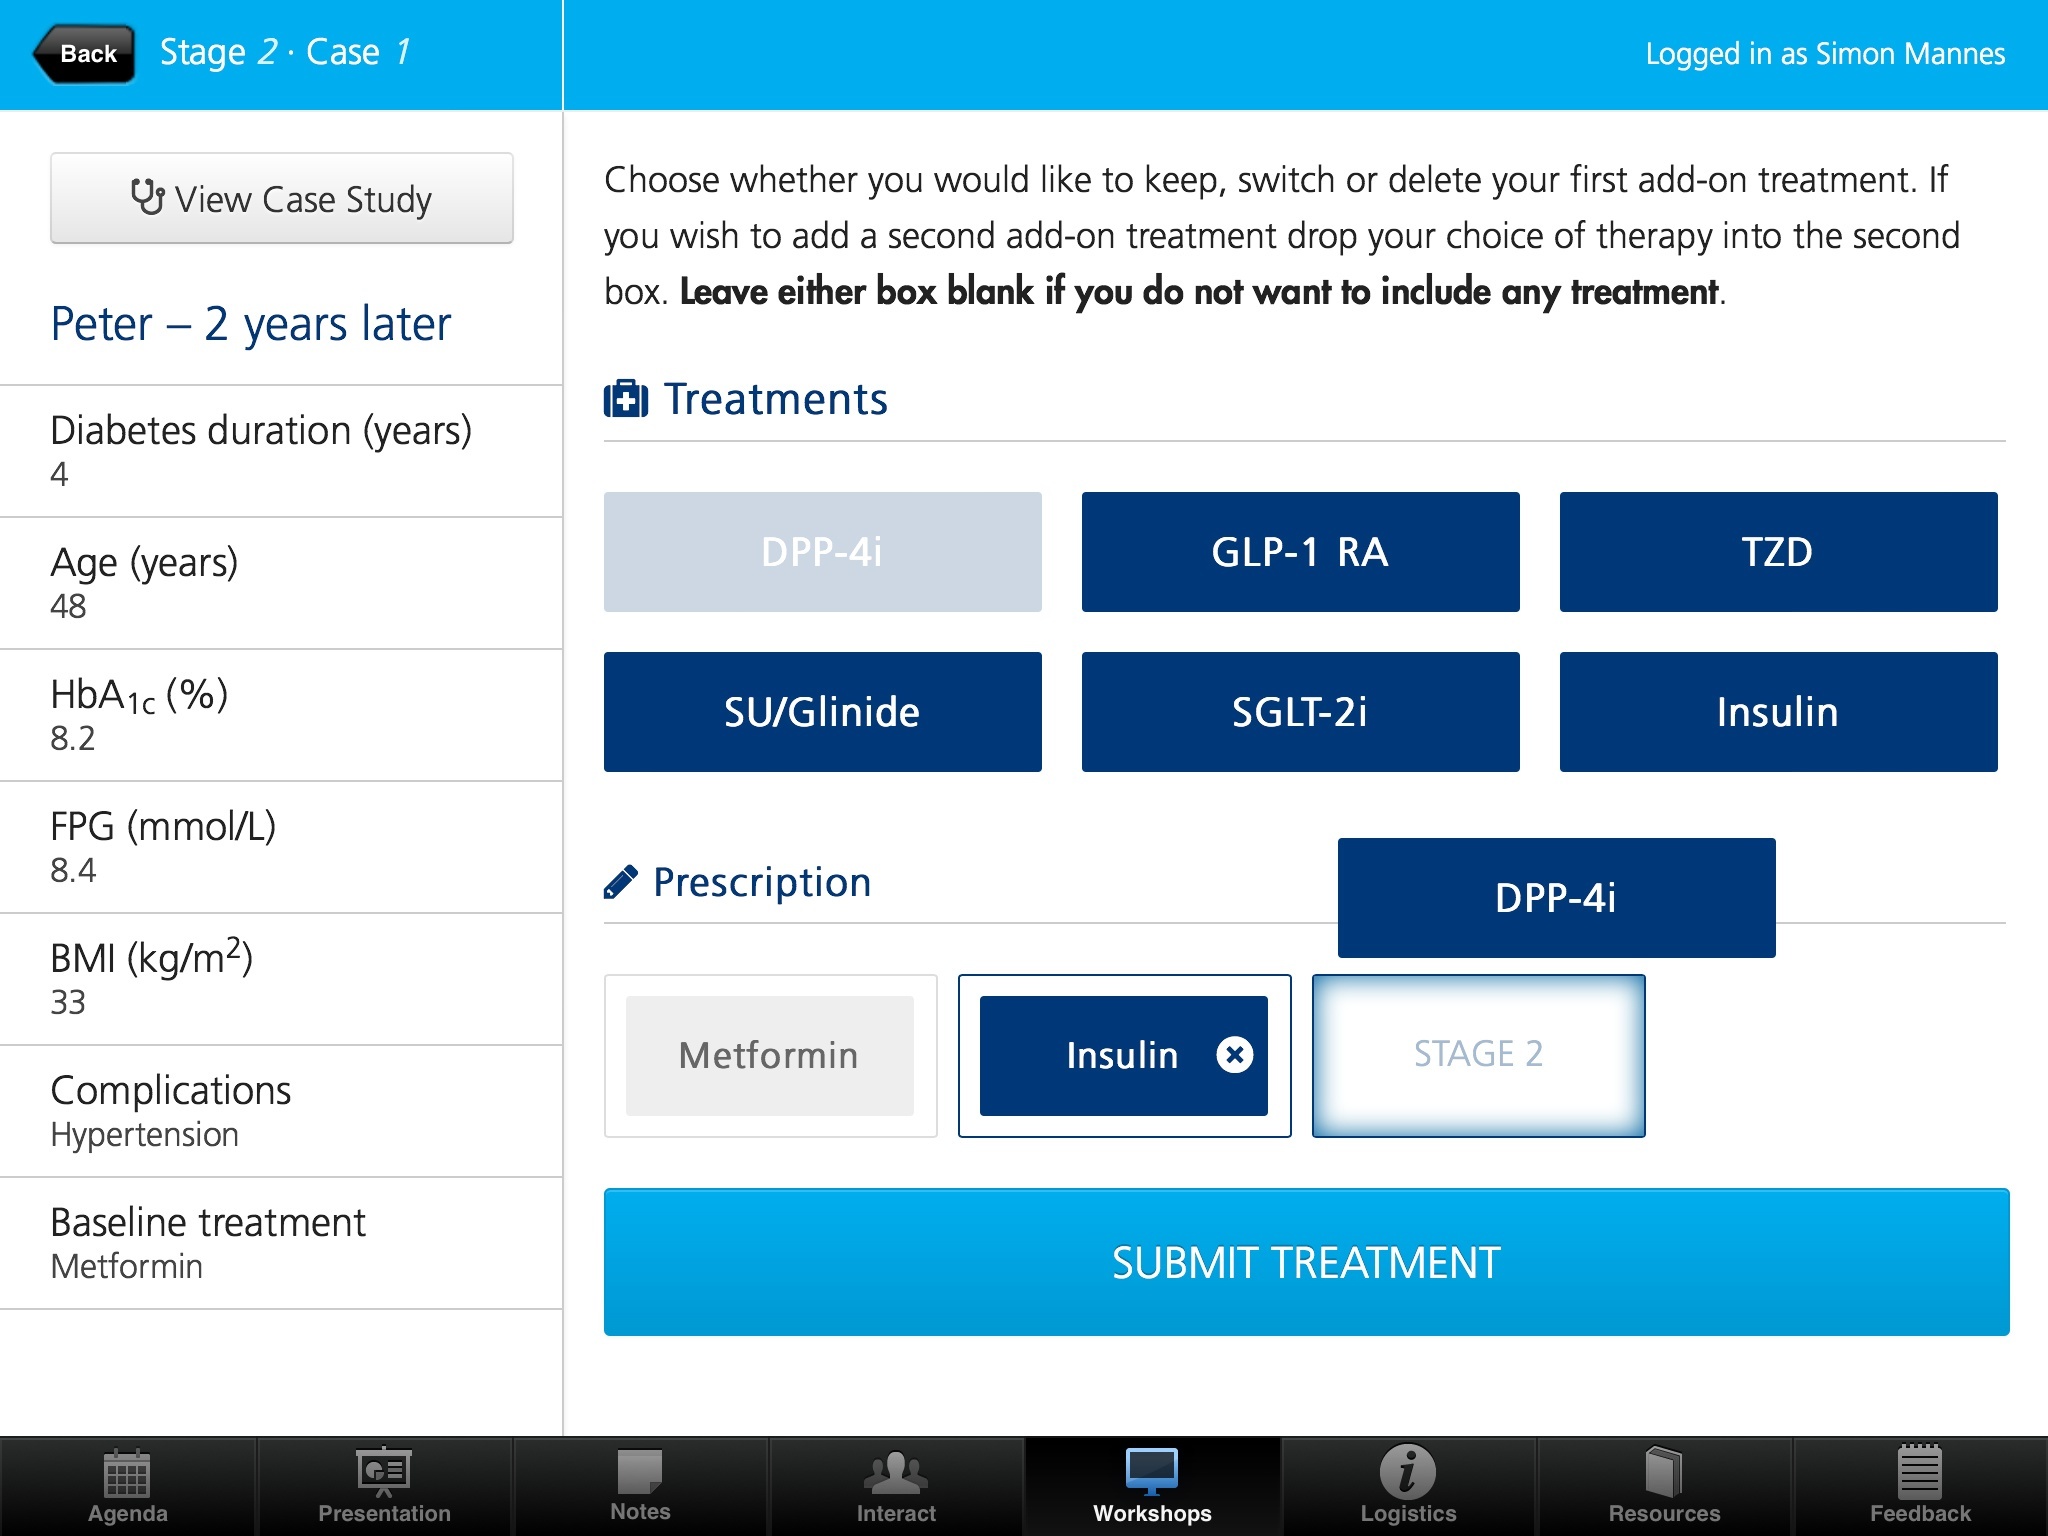 Back
Stage 2 · Case 1
Logged in as Simon Mannes
View Case Study
Peter – 2 years later
Diabetes duration (years)
4
Age (years)
48
HbA1c (%)
8.2
FPG (mmol/L)
8.4
BMI (kg/m2)
33
Complications
Hypertension
Baseline treatment
Metformin
Choose whether you would like to keep, switch or delete your first add-on treatment. If
you wish to add a second add-on treatment drop your choice of therapy into the second
box. Leave either box blank if you do not want to include any treatment.
Treatments
DPP-4i
GLP-1 RA
TZD
SU/Glinide
SGLT-2i
Insulin
Prescription
DPP-4i
Metformin
Insulin
STAGE 2
SUBMIT TREATMENT
Agenda
Presentation
Notes
Interact
Workshops
Logistics
Resources
Feedback